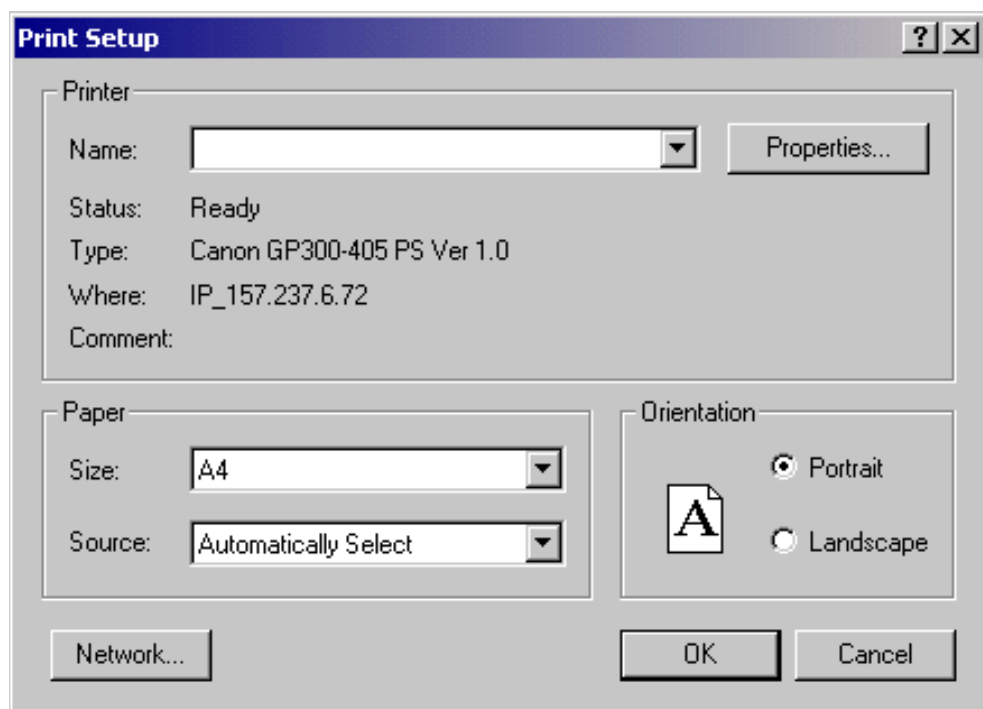 Print Setup
Printer
Name:
Properties...
Status: Ready
Type: Canon GP300-405 PS Ver 1.0
Where: IP_157.237.6.72
Comment:
Paper
Size: A4
Source: Automatically Select
Orientation
A
Portrait
Landscape
Network...
OK
Cancel